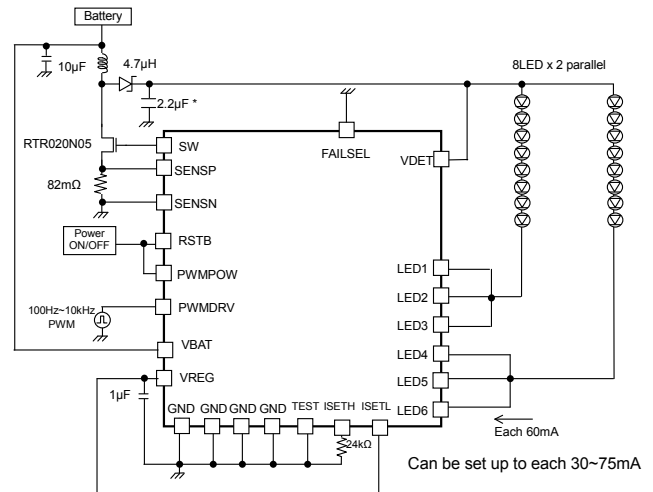 Battery
10µF
4.7µH
2.2µF *
8LED x 2 parallel
RTR020N05
82mΩ
SW
SENSP
SENSN
FAILSEL
VDET
Power
ON/OFF
RSTB
PWMPOW
100Hz~10kHz
PWM
PWMDRV
VBAT
VREG
1µF
LED1
LED2
LED3
LED4
LED5
LED6
GND
GND
GND
GND
TEST
ISETH
ISETL
24kΩ
Each 60mA
Can be set up to each 30~75mA